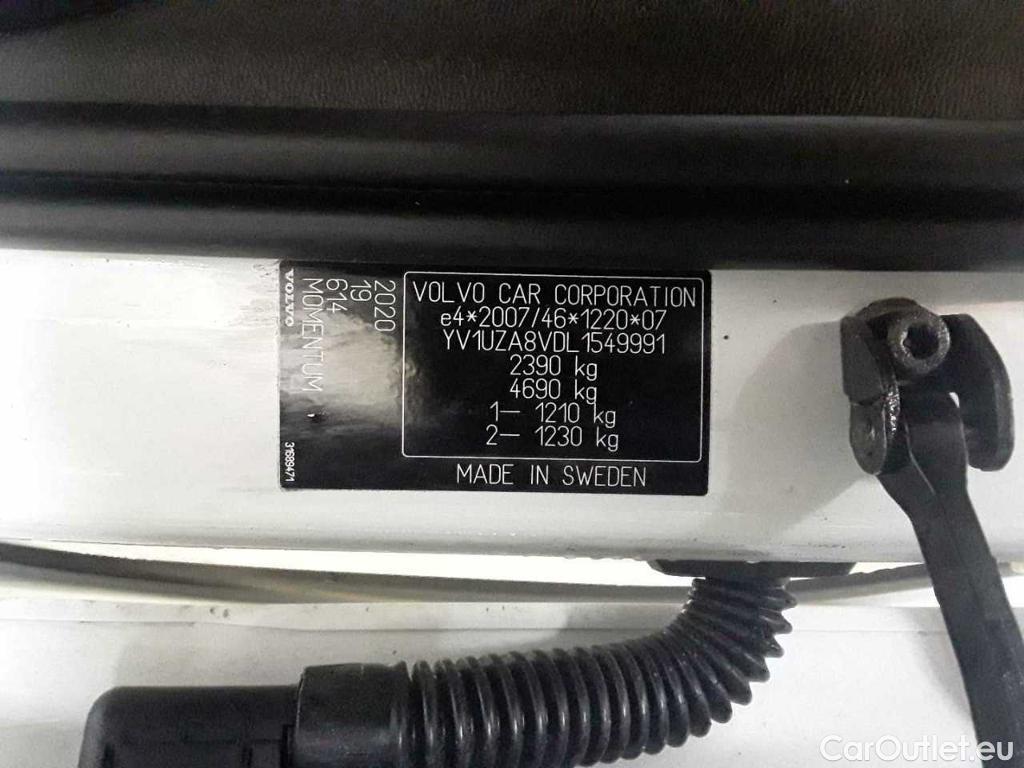 VOLVO CAR CORPORATION
e4*2007/46*1220*07
YV1UZA8VDL1549991
2390 kg
4690 kg
1– 1210 kg
2– 1230 kg
MADE IN SWEDEN
2020
19
614
MOMENTUM
VOLVO
31689471
CarOutlet.eu